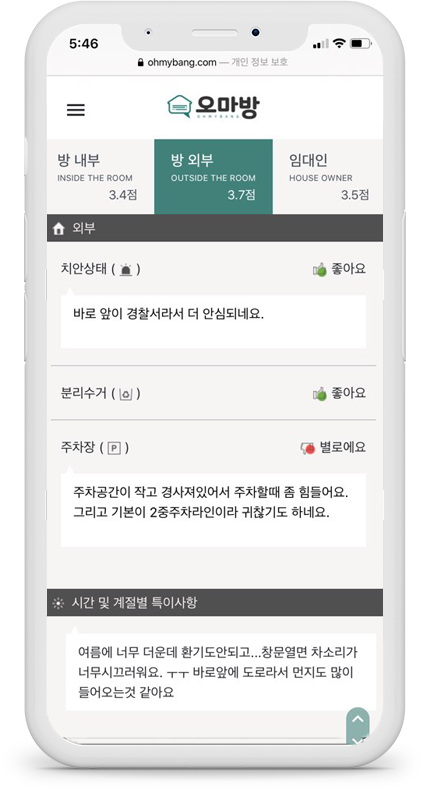 5:46
ohmybang.com — 개인 정보 보호
오마방
OHMYBANG
방 내부
INSIDE THE ROOM
3.4점
방 외부
OUTSIDE THE ROOM
3.7점
임대인
HOUSE OWNER
3.5점
외부
치안상태 ( )
좋아요
바로 앞이 경찰서라서 더 안심되네요.
분리수거 ( )
좋아요
주차장 ( P )
별로에요
주차공간이 작고 경사져있어서 주차할때 좀 힘들어요.
그리고 기본이 2중주차라인이라 귀찮기도 하네요.
시간 및 계절별 특이사항
여름에 너무 더운데 환기도안되고...창문열면 차소리가
너무시끄러워요. ㅜㅜ 바로앞에 도로라서 먼지도 많이
들어오는것 같아요